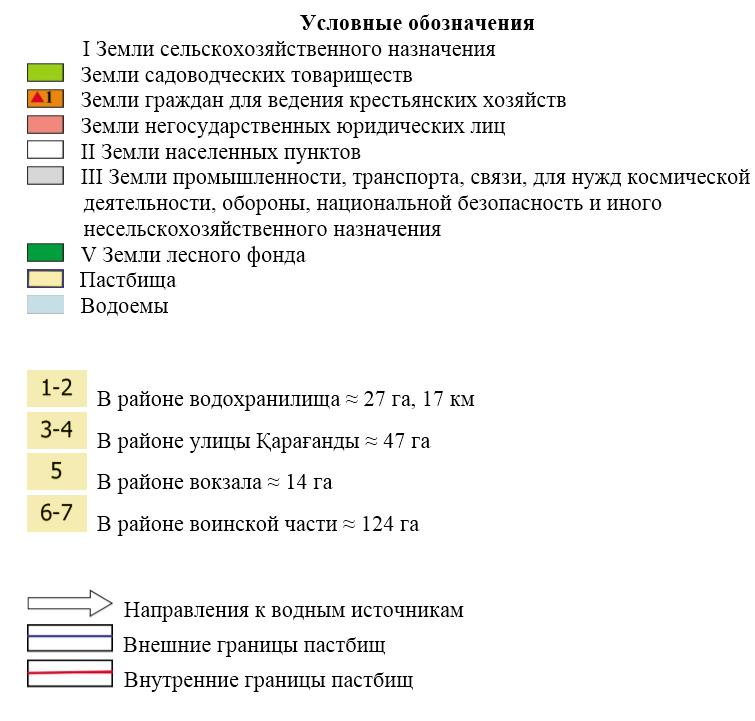 Условные обозначения
I Земли сельскохозяйственного назначения
Земли садоводческих товариществ
1 Земли граждан для ведения крестьянских хозяйств
Земли негосударственных юридических лиц
II Земли населенных пунктов
III Земли промышленности, транспорта, связи, для нужд космической
деятельности, обороны, национальной безопасность и иного
несельскохозяйственного назначения
V Земли лесного фонда
Пастбища
Водоемы
1-2 В районе водохранилища ≈ 27 га, 17 км
3-4 В районе улицы Қарағанды ≈ 47 га
5 В районе вокзала ≈ 14 га
6-7 В районе воинской части ≈ 124 га
Направления к водным источникам
Внешние границы пастбищ
Внутренние границы пастбищ